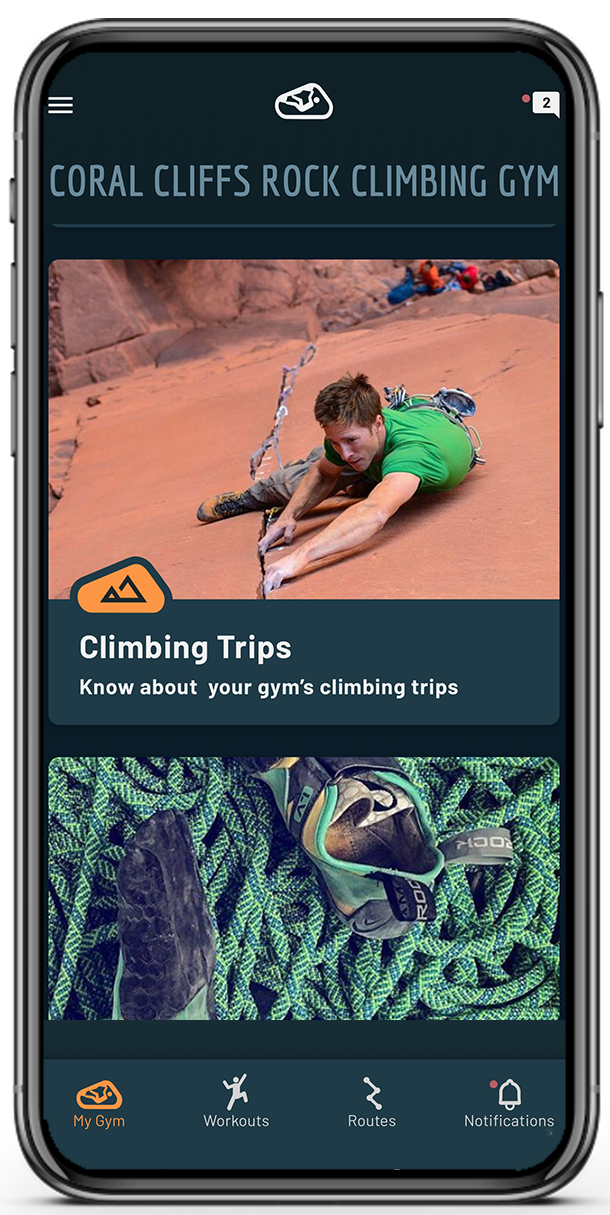 2
CORAL CLIFFS ROCK CLIMBING GYM
Climbing Trips
Know about  your gym’s climbing trips
ROCK
My Gym
Workouts
Routes
Notifications